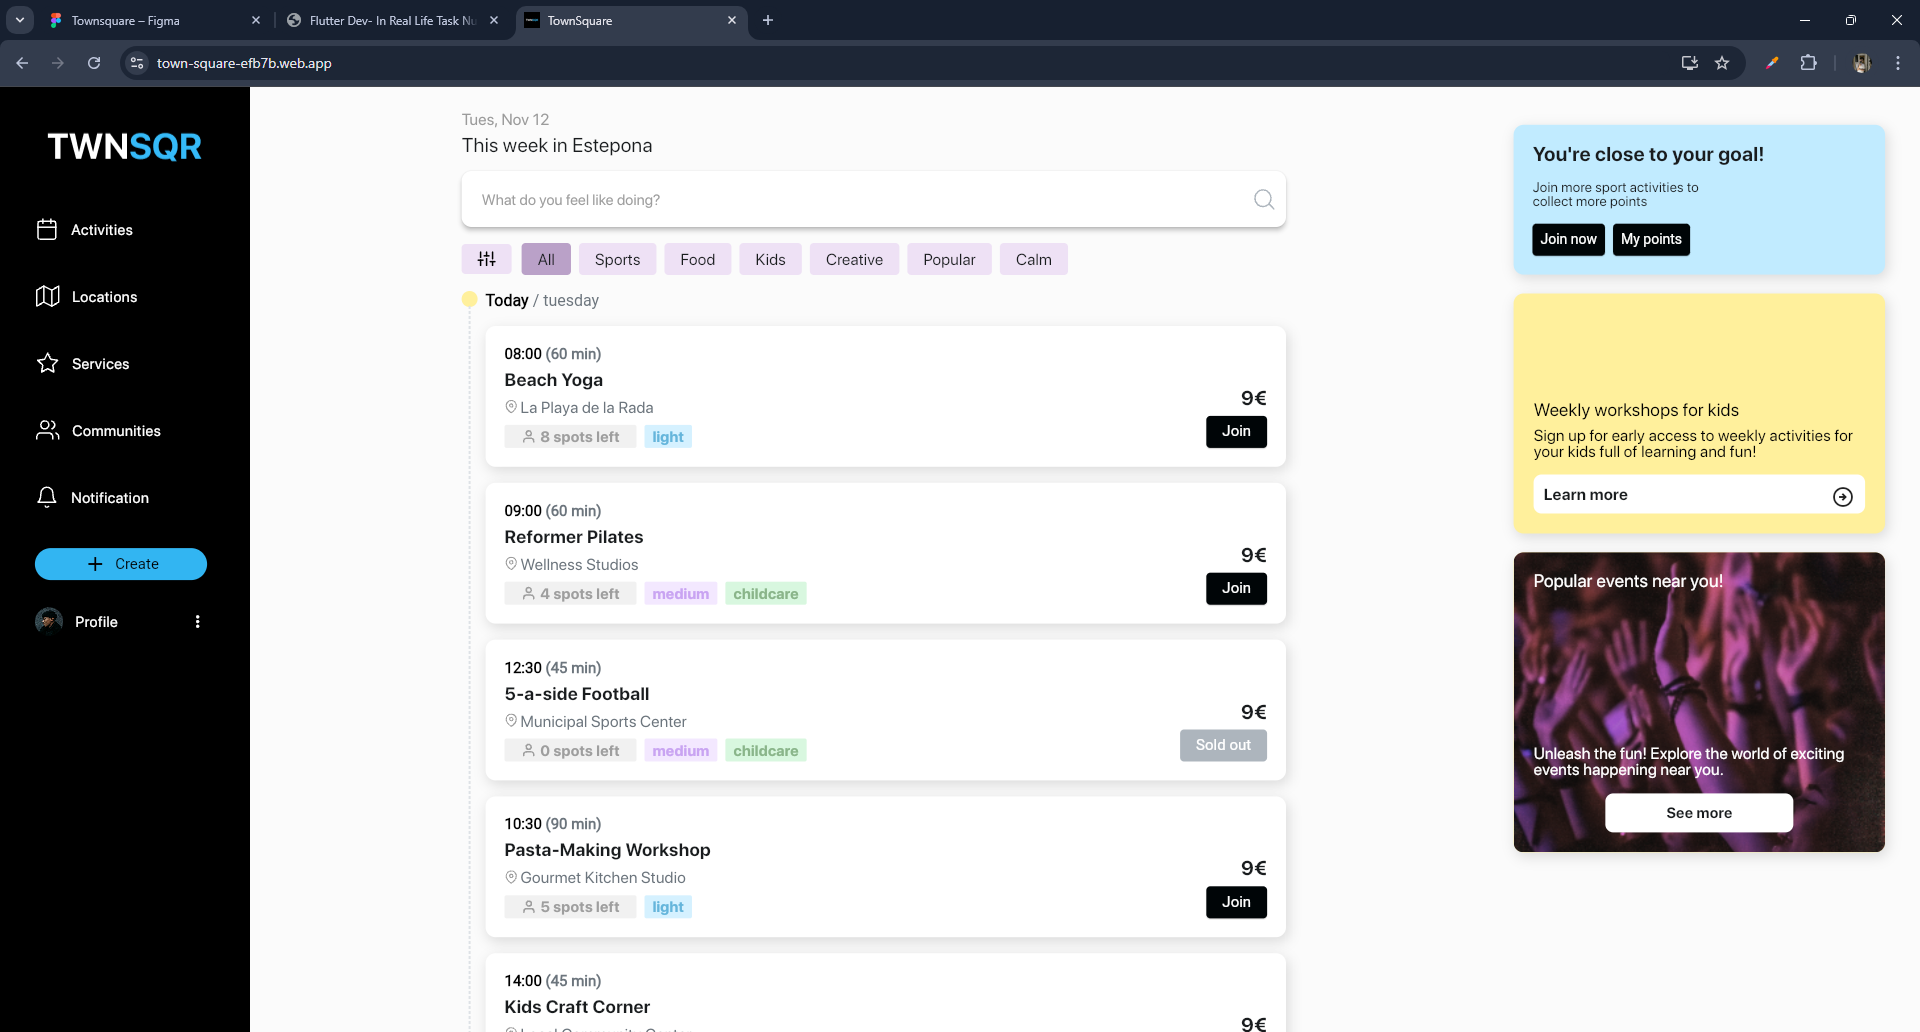 Townsquare – Figma
Flutter Dev- In Real Life Task
TownSquare
town-square-efb7b.web.app
TWNSQR
Activities
Locations
Services
Communities
Notification
Create
Profile
Tues, Nov 12
This week in Estepona
What do you feel like doing?
All
Sports
Food
Kids
Creative
Popular
Calm
Today / tuesday
08:00 (60 min)
Beach Yoga
La Playa de la Rada
8 spots left
light
9€
Join
09:00 (60 min)
Reformer Pilates
Wellness Studios
4 spots left
medium
childcare
9€
Join
12:30 (45 min)
5-a-side Football
Municipal Sports Center
0 spots left
medium
childcare
9€
Sold out
10:30 (90 min)
Pasta-Making Workshop
Gourmet Kitchen Studio
5 spots left
light
9€
Join
14:00 (45 min)
Kids Craft Corner
9€
You're close to your goal!
Join more sport activities to
collect more points
Join now
My points
Weekly workshops for kids
Sign up for early access to weekly activities for
your kids full of learning and fun!
Learn more
Popular events near you!
Unleash the fun! Explore the world of exciting
events happening near you.
See more